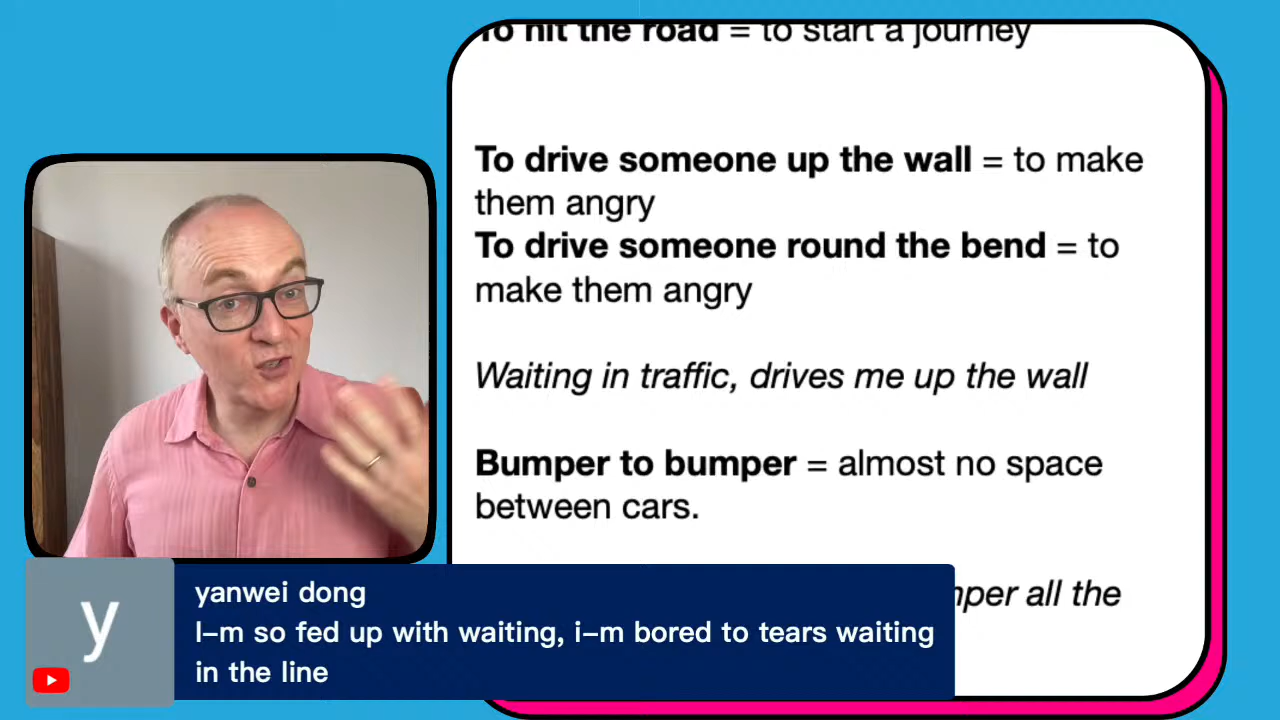 To hit the road = to start a journey
To drive someone up the wall = to make
them angry
To drive someone round the bend = to
make them angry
Waiting in traffic, drives me up the wall
Bumper to bumper = almost no space
between cars.
all the
y
yanwei dong
I-m so fed up with waiting, i-m bored to tears waiting
in the line